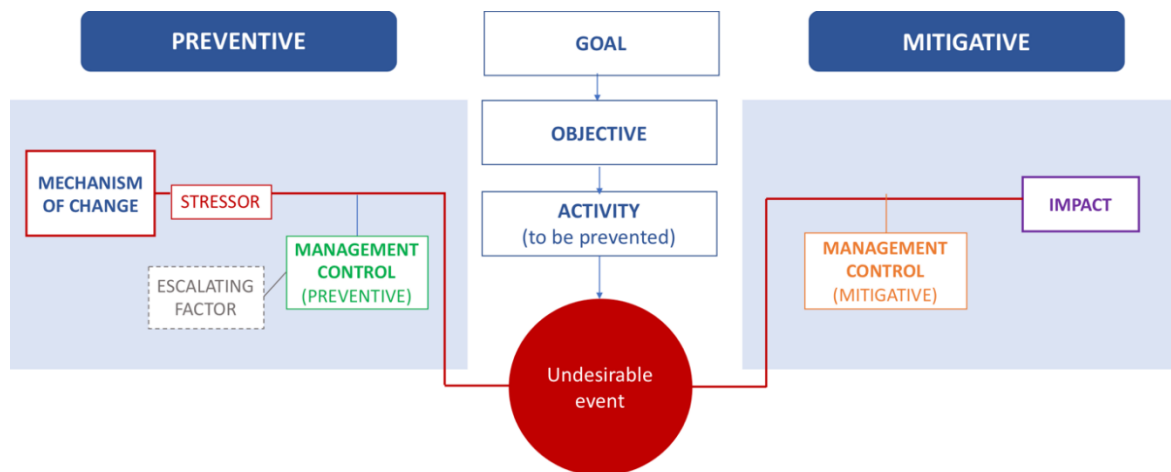 PREVENTIVE
GOAL
MITIGATIVE
OBJECTIVE
MECHANISM
OF CHANGE
STRESSOR
ACTIVITY
(to be prevented)
IMPACT
MANAGEMENT
CONTROL
(PREVENTIVE)
ESCALATING
FACTOR
MANAGEMENT
CONTROL
(MITIGATIVE)
Undesirable
event